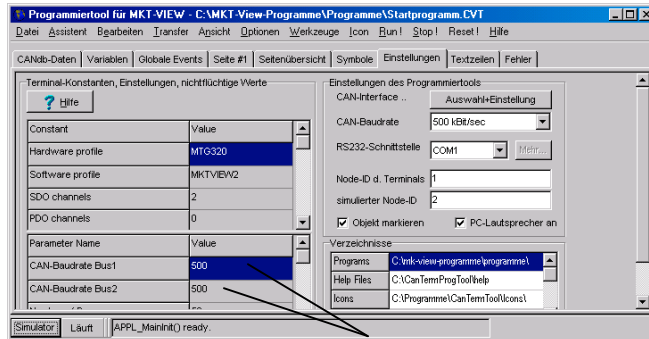 Programmiertool für MKT-VIEW - C:\MKT-View-Programme\Programme\Startprogramm.CVT
Datei Assistent Bearbeiten Transfer Ansicht Optionen Werkzeuge Icon Run! Stop! Reset! Hilfe
CANdb-Daten Variablen Globale Events Seite #1 Seitenübersicht Symbole Einstellungen Textzeilen Fehler
Terminal-Konstanten, Einstellungen, nichtflüchtige Werte
? Hilfe
Constant Value
Hardware profile MTG320
Software profile MKTVIEW2
SDO channels 2
PDO channels 0
Parameter Name Value
CAN-Baudrate Bus1 500
CAN-Baudrate Bus2 500
Einstellungen des Programmiertools
CAN-Interface .. Auswahl+Einstellung
CAN-Baudrate 500 kBit/sec
RS232-Schnittstelle COM1 Mehr...
Node-ID d. Terminals 1
simulierter Node-ID 2
Objekt markieren PC-Lautsprecher an
Verzeichnisse
Programs C:\mk-view-programme\programme\
Help Files C:\CanTermProgTool\help
Icons C:\Programme\CanTermTool\Icons\
Simulator Läuft APPL_MainInit() ready.